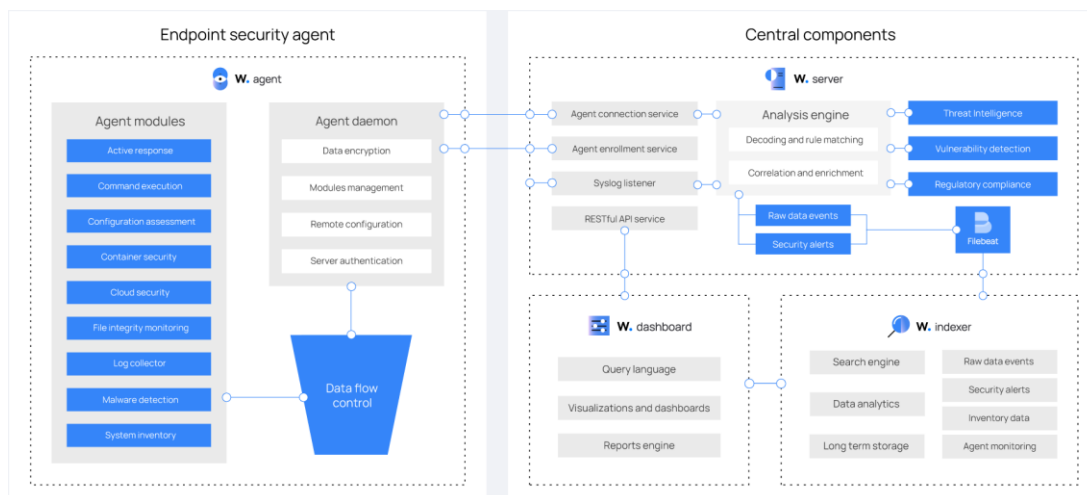 Endpoint security agent
W. agent
Agent modules
Active response
Command execution
Configuration assessment
Container security
Cloud security
File integrity monitoring
Log collector
Malware detection
System inventory
Agent daemon
Data encryption
Modules management
Remote configuration
Server authentication
Data flow
control
Central components
W. server
Agent connection service
Agent enrollment service
Syslog listener
RESTful API service
Analysis engine
Decoding and rule matching
Correlation and enrichment
Threat Intelligence
Vulnerability detection
Regulatory compliance
Raw data events
Security alerts
Filebeat
W. dashboard
Query language
Visualizations and dashboards
Reports engine
W. indexer
Search engine
Data analytics
Long term storage
Raw data events
Security alerts
Inventory data
Agent monitoring